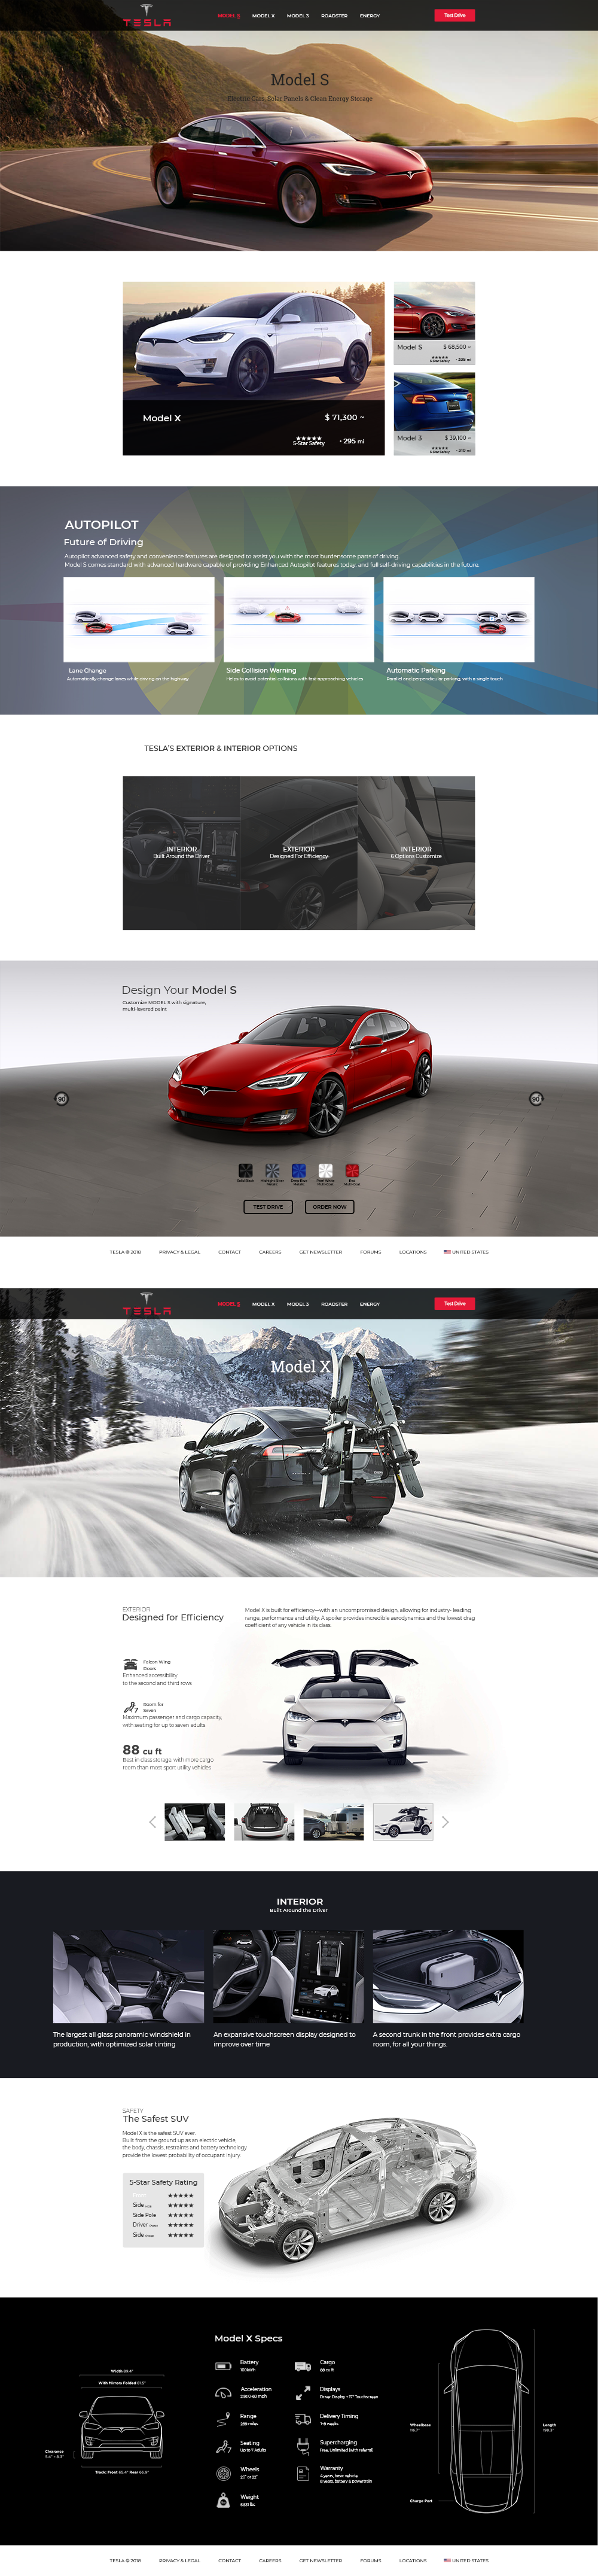 TESLA
MODEL S
MODEL X
MODEL 3
ROADSTER
ENERGY
Test Drive
Model S
Electric Cars, Solar Panels & Clean Energy Storage
Model X
$ 71,300 ~
★★★★★
5-Star Safety
• 295 mi
Model S
$ 68,500 ~
★★★★★
5-Star Safety
• 335 mi
Model 3
$ 39,100 ~
★★★★★
5-Star Safety
• 310 mi
AUTOPILOT
Future of Driving
Autopilot advanced safety and convenience features are designed to assist you with the most burdensome parts of driving.
Model S comes standard with advanced hardware capable of providing Enhanced Autopilot features today, and full self-driving capabilities in the future.
Lane Change
Automatically change lanes while driving on the highway
Side Collision Warning
Helps to avoid potential collisions with fast approaching vehicles
Automatic Parking
Parallel and perpendicular parking, with a single touch
TESLA'S EXTERIOR & INTERIOR OPTIONS
INTERIOR
Built Around the Driver
EXTERIOR
Designed For Efficiency
INTERIOR
6 Options Customize
Design Your Model S
Customize MODEL S with signature,
multi-layered paint
90
90
Solid Black
Midnight Silver
Metallic
Deep Blue
Metallic
Pearl White
Multi-Coat
Red
Multi-Coat
TEST DRIVE
ORDER NOW
TESLA © 2018
PRIVACY & LEGAL
CONTACT
CAREERS
GET NEWSLETTER
FORUMS
LOCATIONS
UNITED STATES
TESLA
MODEL S
MODEL X
MODEL 3
ROADSTER
ENERGY
Test Drive
Model X
EXTERIOR
Designed for Efficiency
Model X is built for efficiency—with an uncompromised design, allowing for industry- leading
range, performance and utility. A spoiler provides incredible aerodynamics and the lowest drag
coefficient of any vehicle in its class.
Falcon Wing
Doors
Enhanced accessibility
to the second and third rows
Room for
Seven
Maximum passenger and cargo capacity,
with seating for up to seven adults
88 cu ft
Best in class storage, with more cargo
room than most sport utility vehicles
INTERIOR
Built Around the Driver
The largest all glass panoramic windshield in
production, with optimized solar tinting
An expansive touchscreen display designed to
improve over time
A second trunk in the front provides extra cargo
room, for all your things.
SAFETY
The Safest SUV
Model X is the safest SUV ever.
Built from the ground up as an electric vehicle,
the body, chassis, restraints and battery technology
provide the lowest probability of occupant injury.
5-Star Safety Rating
★★★★★
Side
★★★★★
Side Pole
★★★★★
Driver
★★★★★
Side
★★★★★
Model X Specs
Battery
100kWh
Cargo
88 cu ft
Acceleration
2.9s 0-60 mph
Displays
Driver Display + 17" Touchscreen
Range
289 miles
Delivery Timing
7-8 weeks
Seating
Up to 7 Adults
Supercharging
Free, Unlimited (with referral)
Wheels
20" or 22"
Warranty
4 years, basic vehicle
8 years, battery & powertrain
Weight
5,531 lbs
Width 89.4"
With Mirrors Folded 81.5"
Clearance
5.4" – 8.3"
Track: Front 65.4" Rear 66.9"
Wheelbase
116.7"
Length
198.3"
Charge Port
TESLA © 2018
PRIVACY & LEGAL
CONTACT
CAREERS
GET NEWSLETTER
FORUMS
LOCATIONS
UNITED STATES